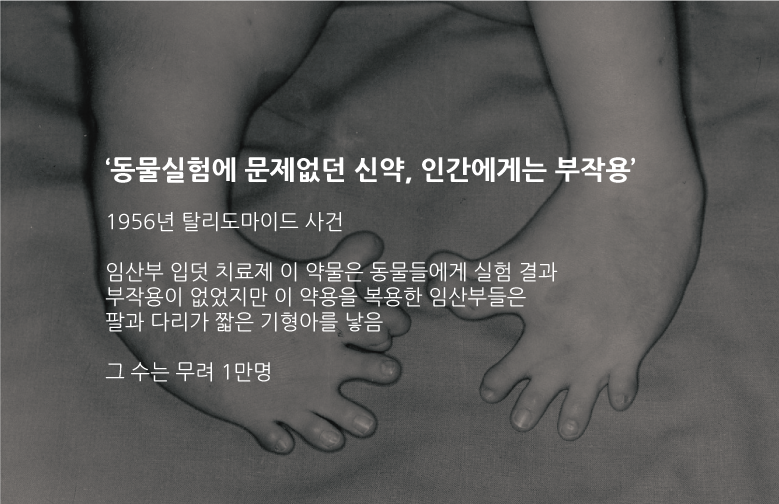 ‘동물실험에 문제없던 신약, 인간에게는 부작용’
1956년 탈리도마이드 사건
임산부 입덧 치료제 이 약물은 동물들에게 실험 결과
부작용이 없었지만 이 약용을 복용한 임산부들은
팔과 다리가 짧은 기형아를 낳음
그 수는 무려 1만명